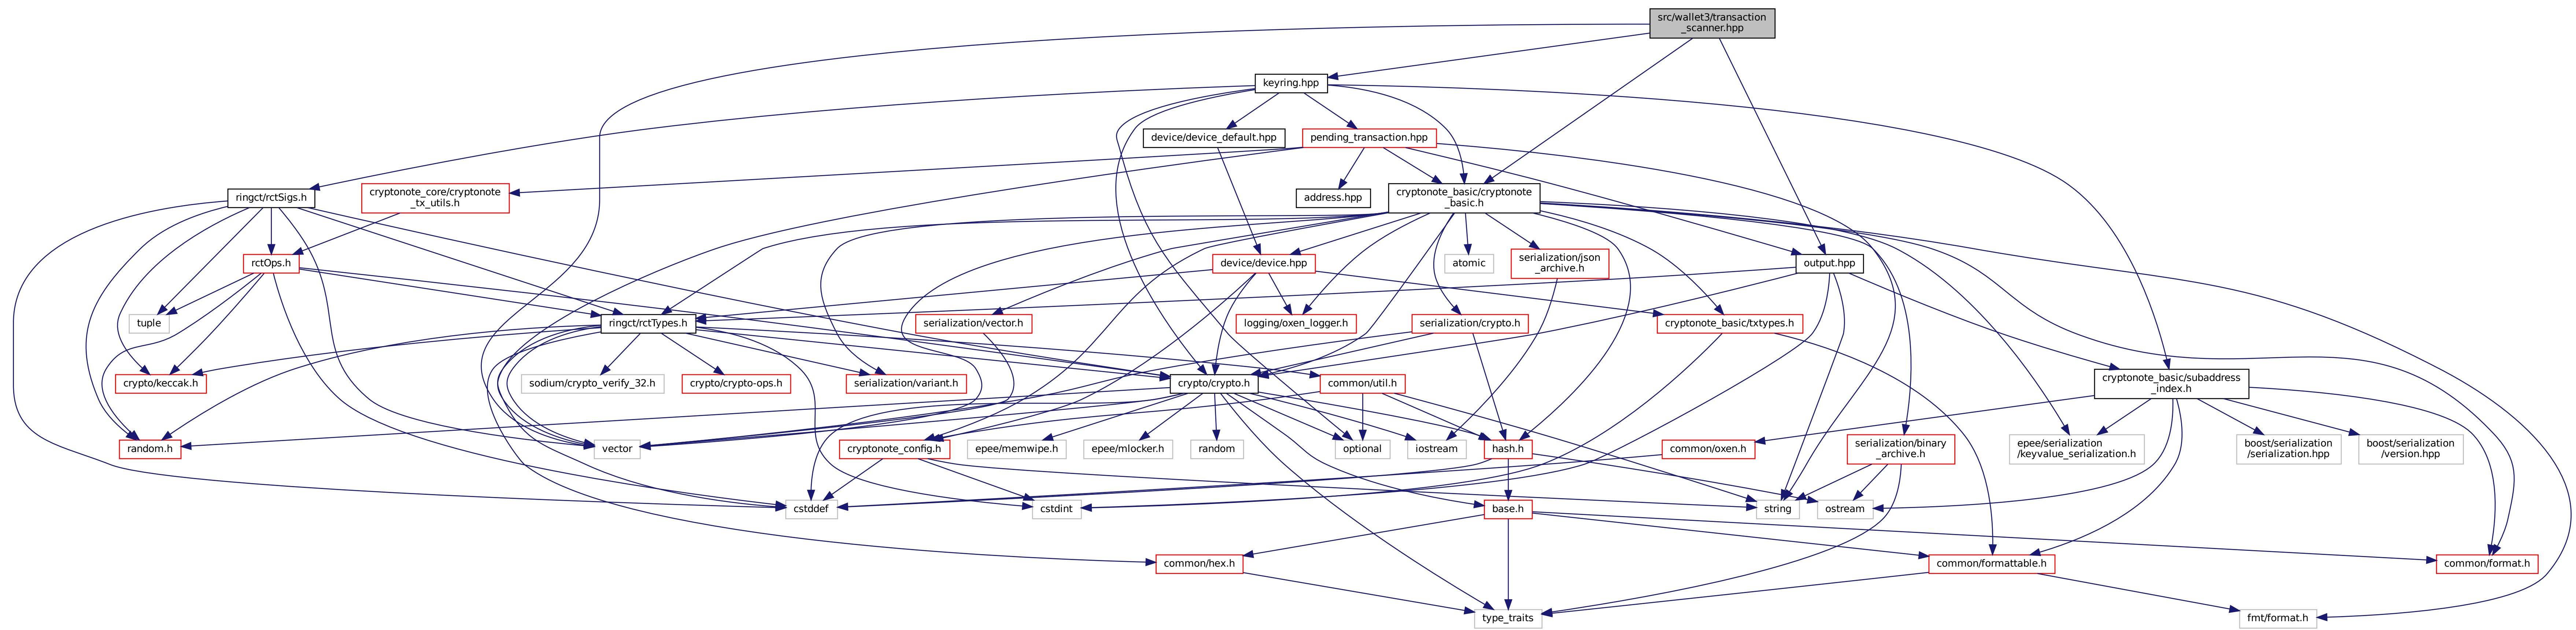 src/wallet3/transaction
_scanner.hpp
keyring.hpp
device/device_default.hpp
pending_transaction.hpp
ringct/rctSigs.h
cryptonote_core/cryptonote
_tx_utils.h
address.hpp
cryptonote_basic/cryptonote
_basic.h
rctOps.h
device/device.hpp
atomic
serialization/json
_archive.h
output.hpp
tuple
ringct/rctTypes.h
serialization/vector.h
logging/oxen_logger.h
serialization/crypto.h
cryptonote_basic/txtypes.h
crypto/keccak.h
sodium/crypto_verify_32.h
crypto/crypto-ops.h
serialization/variant.h
crypto/crypto.h
common/util.h
cryptonote_basic/subaddress
_index.h
random.h
vector
cryptonote_config.h
epee/memwipe.h
epee/mlocker.h
random
optional
iostream
hash.h
common/oxen.h
serialization/binary
_archive.h
epee/serialization
/keyvalue_serialization.h
boost/serialization
/serialization.hpp
boost/serialization
/version.hpp
cstddef
cstdint
base.h
string
ostream
common/hex.h
common/formattable.h
common/format.h
type_traits
fmt/format.h